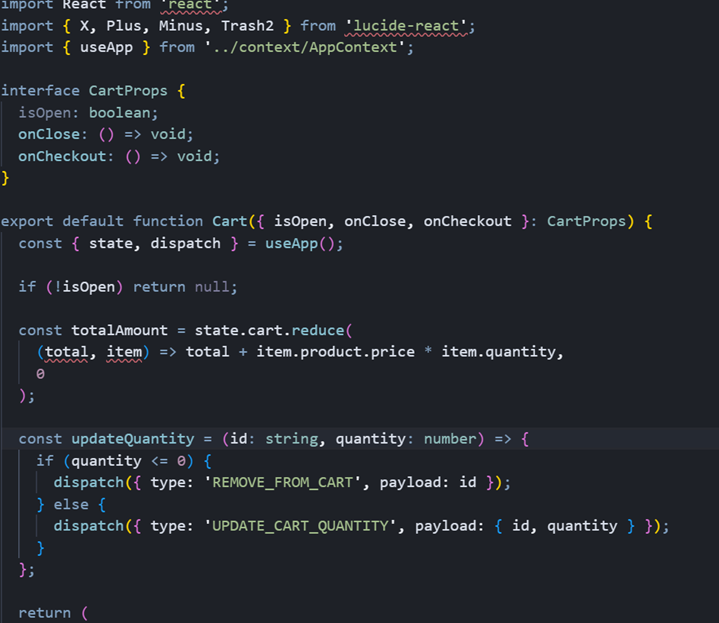 import React from 'react';
import { X, Plus, Minus, Trash2 } from 'lucide-react';
import { useApp } from '../context/AppContext';

interface CartProps {
  isOpen: boolean;
  onClose: () => void;
  onCheckout: () => void;
}

export default function Cart({ isOpen, onClose, onCheckout }: CartProps) {
  const { state, dispatch } = useApp();

  if (!isOpen) return null;

  const totalAmount = state.cart.reduce(
    (total, item) => total + item.product.price * item.quantity,
    0
  );

  const updateQuantity = (id: string, quantity: number) => {
    if (quantity <= 0) {
      dispatch({ type: 'REMOVE_FROM_CART', payload: id });
    } else {
      dispatch({ type: 'UPDATE_CART_QUANTITY', payload: { id, quantity } });
    }
  };

  return (